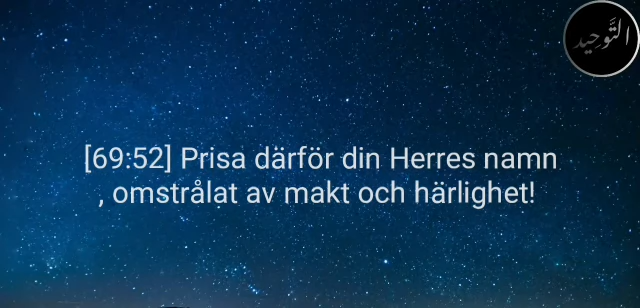 التَّوحِيد
[69:52] Prisa därför din Herres namn
, omstrålat av makt och härlighet!